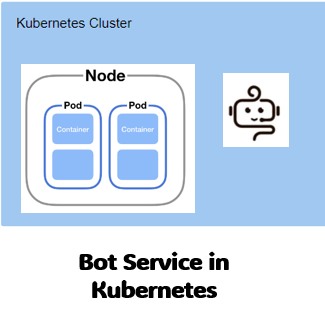 Kubernetes Cluster
Node
Pod Pod
Container Container
Bot Service in
Kubernetes